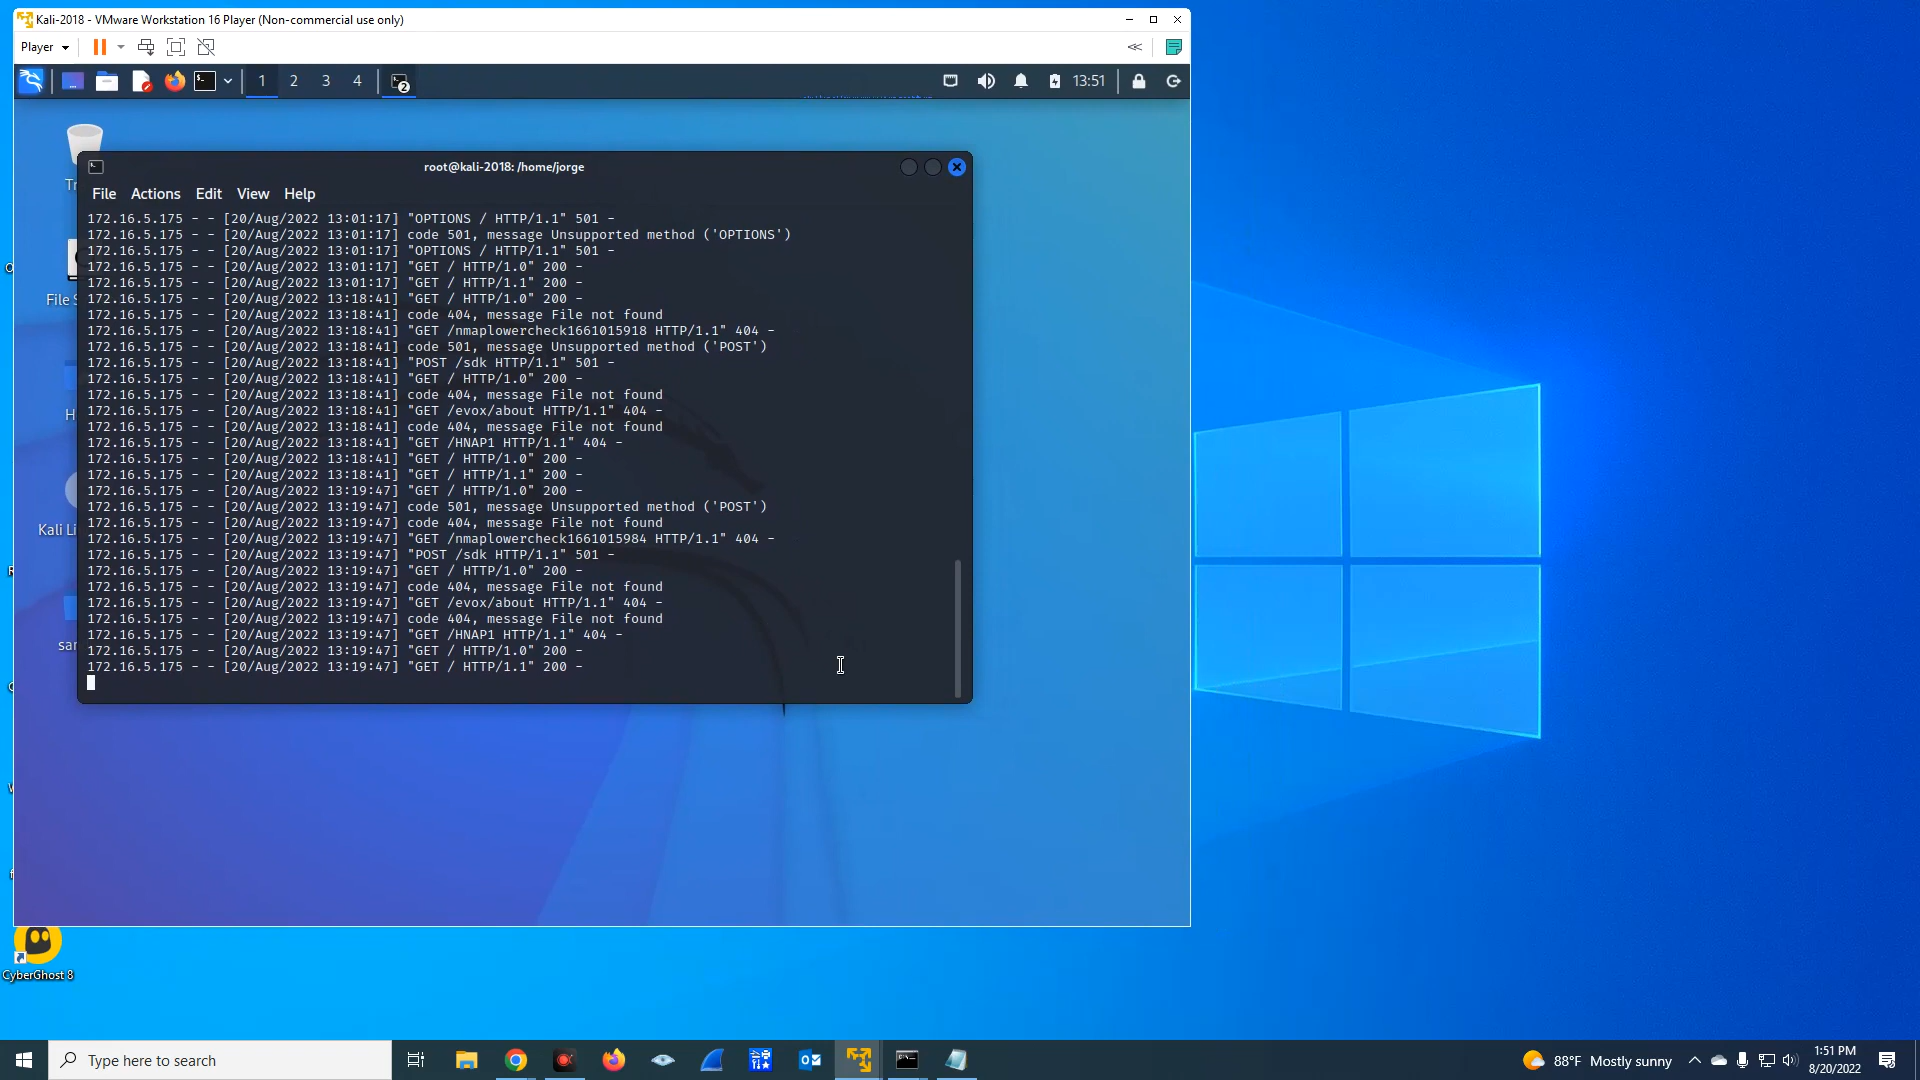 Kali-2018 - VMware Workstation 16 Player (Non-commercial use only)
Player
1 2 3 4 2 13:51
root@kali-2018: /home/jorge
File Actions Edit View Help
172.16.5.175 - - [20/Aug/2022 13:01:17] "OPTIONS / HTTP/1.1" 501 -
172.16.5.175 - - [20/Aug/2022 13:01:17] code 501, message Unsupported method ('OPTIONS')
172.16.5.175 - - [20/Aug/2022 13:01:17] "OPTIONS / HTTP/1.1" 501 -
172.16.5.175 - - [20/Aug/2022 13:01:17] "GET / HTTP/1.0" 200 -
172.16.5.175 - - [20/Aug/2022 13:01:17] "GET / HTTP/1.1" 200 -
172.16.5.175 - - [20/Aug/2022 13:18:41] "GET / HTTP/1.0" 200 -
172.16.5.175 - - [20/Aug/2022 13:18:41] code 404, message File not found
172.16.5.175 - - [20/Aug/2022 13:18:41] "GET /nmaplowercheck1661015918 HTTP/1.1" 404 -
172.16.5.175 - - [20/Aug/2022 13:18:41] code 501, message Unsupported method ('POST')
172.16.5.175 - - [20/Aug/2022 13:18:41] "POST /sdk HTTP/1.1" 501 -
172.16.5.175 - - [20/Aug/2022 13:18:41] "GET / HTTP/1.0" 200 -
172.16.5.175 - - [20/Aug/2022 13:18:41] code 404, message File not found
172.16.5.175 - - [20/Aug/2022 13:18:41] "GET /evox/about HTTP/1.1" 404 -
172.16.5.175 - - [20/Aug/2022 13:18:41] code 404, message File not found
172.16.5.175 - - [20/Aug/2022 13:18:41] "GET /HNAP1 HTTP/1.1" 404 -
172.16.5.175 - - [20/Aug/2022 13:18:41] "GET / HTTP/1.0" 200 -
172.16.5.175 - - [20/Aug/2022 13:18:41] "GET / HTTP/1.1" 200 -
172.16.5.175 - - [20/Aug/2022 13:19:47] "GET / HTTP/1.0" 200 -
172.16.5.175 - - [20/Aug/2022 13:19:47] code 501, message Unsupported method ('POST')
172.16.5.175 - - [20/Aug/2022 13:19:47] code 404, message File not found
172.16.5.175 - - [20/Aug/2022 13:19:47] "GET /nmaplowercheck1661015984 HTTP/1.1" 404 -
172.16.5.175 - - [20/Aug/2022 13:19:47] "POST /sdk HTTP/1.1" 501 -
172.16.5.175 - - [20/Aug/2022 13:19:47] "GET / HTTP/1.0" 200 -
172.16.5.175 - - [20/Aug/2022 13:19:47] code 404, message File not found
172.16.5.175 - - [20/Aug/2022 13:19:47] "GET /evox/about HTTP/1.1" 404 -
172.16.5.175 - - [20/Aug/2022 13:19:47] code 404, message File not found
172.16.5.175 - - [20/Aug/2022 13:19:47] "GET /HNAP1 HTTP/1.1" 404 -
172.16.5.175 - - [20/Aug/2022 13:19:47] "GET / HTTP/1.0" 200 -
172.16.5.175 - - [20/Aug/2022 13:19:47] "GET / HTTP/1.1" 200 -
File S
Kali Li
CyberGhost 8
Type here to search
88°F Mostly sunny
1:51 PM
8/20/2022